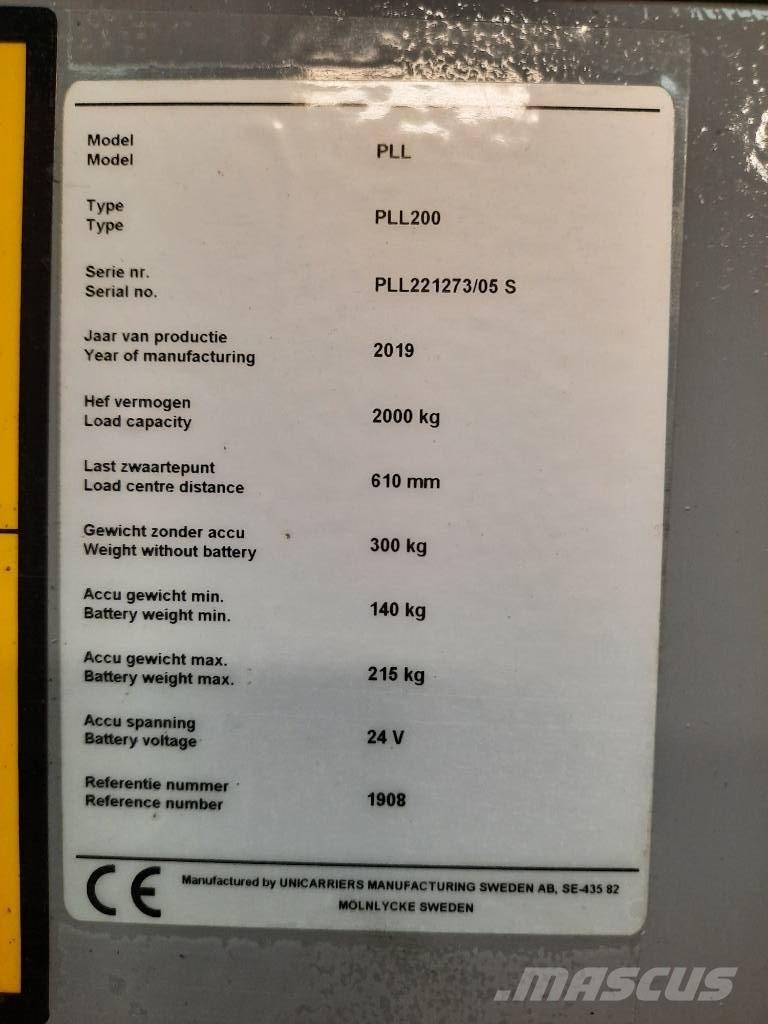 Model
Model
PLL
Type
Type
PLL200
Serie nr.
Serial no.
PLL221273/05 S
Jaar van productie
Year of manufacturing
2019
Hef vermogen
Load capacity
2000 kg
Last zwaartepunt
Load centre distance
610 mm
Gewicht zonder accu
Weight without battery
300 kg
Accu gewicht min.
Battery weight min.
140 kg
Accu gewicht max.
Battery weight max.
215 kg
Accu spanning
Battery voltage
24 V
Referentie nummer
Reference number
1908
CE
Manufactured by UNICARRIERS MANUFACTURING SWEDEN AB, SE-435 82
MOLNLYCKE SWEDEN
.MASCUS